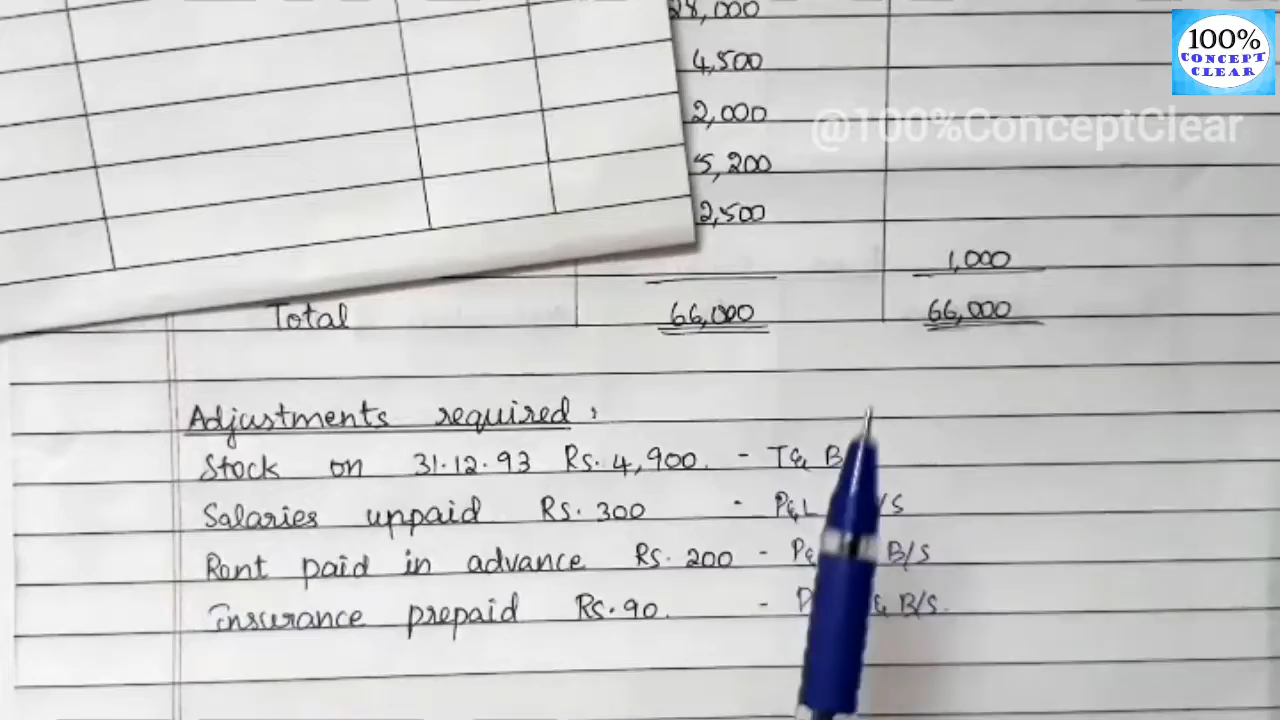 28,000
100%
CONCEPT
CLEAR
4,500
2,000
@100%ConceptClear
5,200
2,500
1,000
Total 66,000 66,000
Adjustments required :
Stock on 31.12.93 Rs. 4,900. - T& B
Salaries unpaid Rs. 300 - P&L /S
Rent paid in advance Rs. 200 - P& B/S
Insurance prepaid Rs. 90. - P & B/S.